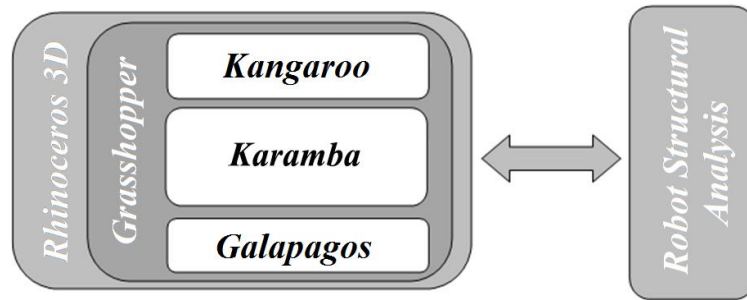 Rhinoceros 3D
Grasshopper
Kangaroo
Karamba
Galapagos
Robot Structural
Analysis